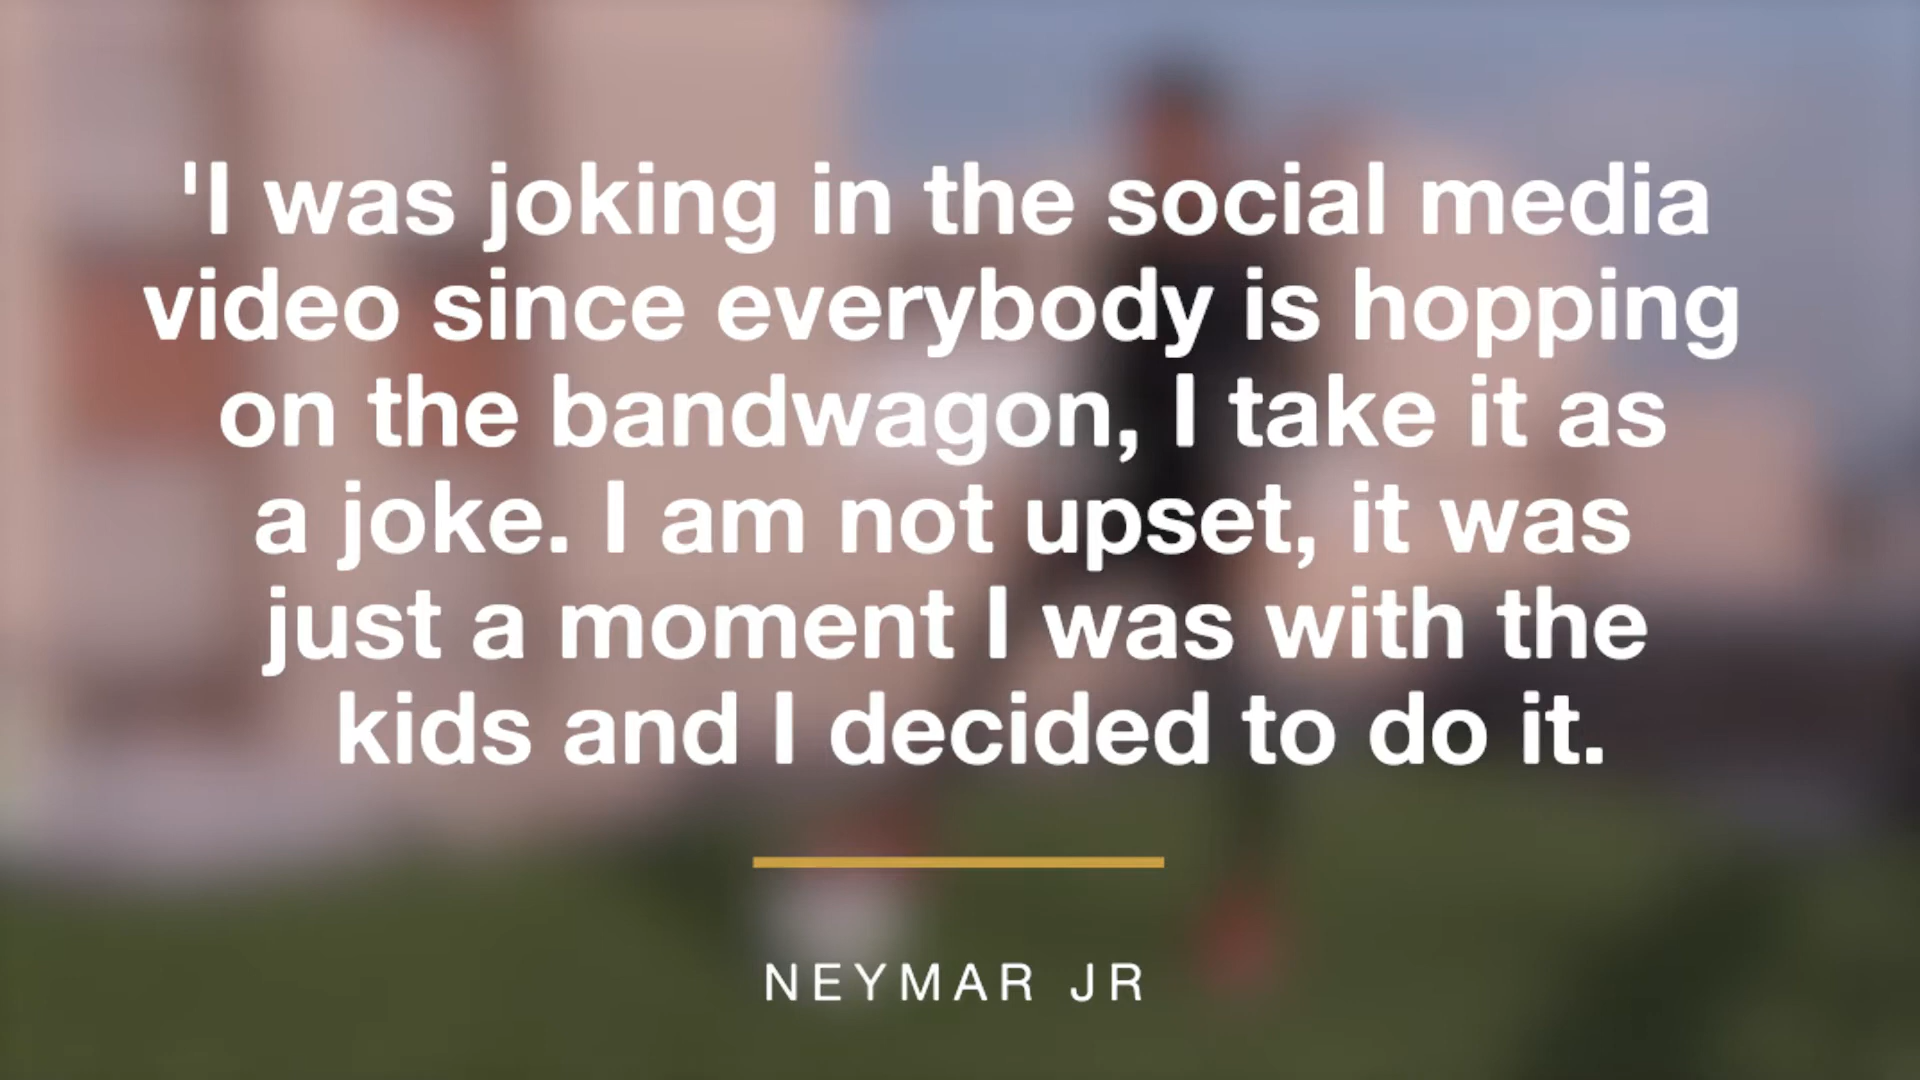 'I was joking in the social media
video since everybody is hopping
on the bandwagon, I take it as
a joke. I am not upset, it was
just a moment I was with the
kids and I decided to do it.
NEYMAR JR